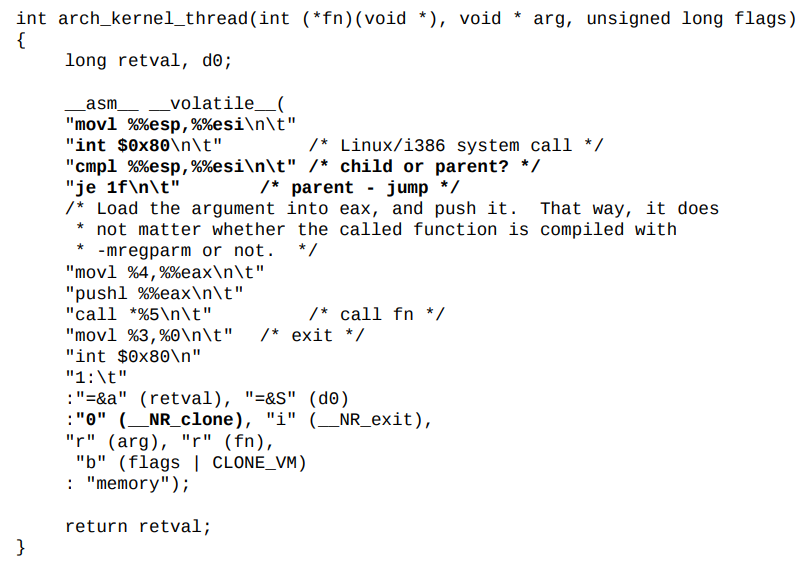 int arch_kernel_thread(int (*fn)(void *), void * arg, unsigned long flags)
{
     long retval, d0;

     __asm__ __volatile__(
     "movl %%esp,%%esi\n\t"
     "int $0x80\n\t"        /* Linux/i386 system call */
     "cmpl %%esp,%%esi\n\t" /* child or parent? */
     "je 1f\n\t"        /* parent - jump */
     /* Load the argument into eax, and push it.  That way, it does
      * not matter whether the called function is compiled with
      * -mregparm or not.  */
     "movl %4,%%eax\n\t"
     "pushl %%eax\n\t"
     "call *%5\n\t"         /* call fn */
     "movl %3,%0\n\t"   /* exit */
     "int $0x80\n"
     "1:\t"
     :"=&a" (retval), "=&S" (d0)
     :"0" (__NR_clone), "i" (__NR_exit),
     "r" (arg), "r" (fn),
      "b" (flags | CLONE_VM)
     : "memory");

     return retval;
}